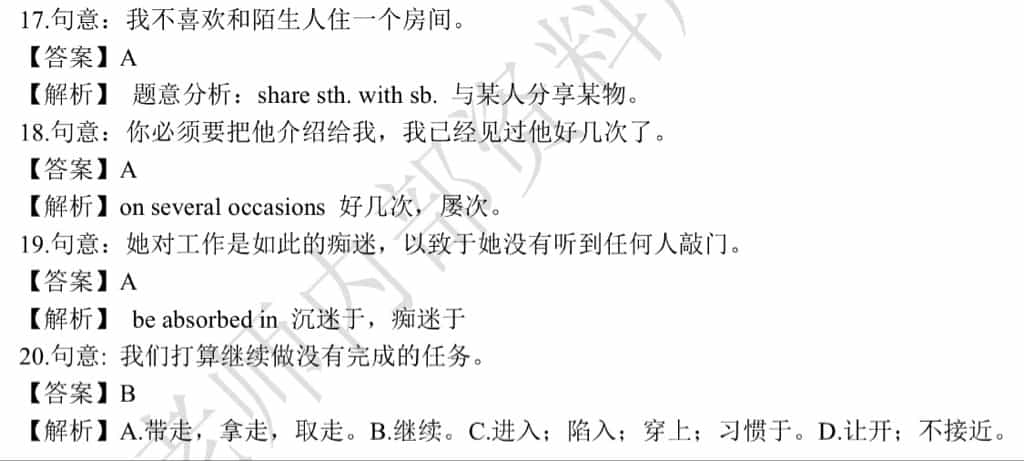 17.句意：我不喜欢和陌生人住一个房间。
【答案】A
【解析】 题意分析：share sth. with sb. 与某人分享某物。
18.句意：你必须要把他介绍给我，我已经见过他好几次了。
【答案】A
【解析】on several occasions 好几次，屡次。
19.句意：她对工作是如此的痴迷，以致于她没有听到任何人敲门。
【答案】A
【解析】 be absorbed in 沉迷于，痴迷于
20.句意: 我们打算继续做没有完成的任务。
【答案】B
【解析】A.带走，拿走，取走。B.继续。C.进入；陷入；穿上；习惯于。D.让开；不接近。
老师内部资料